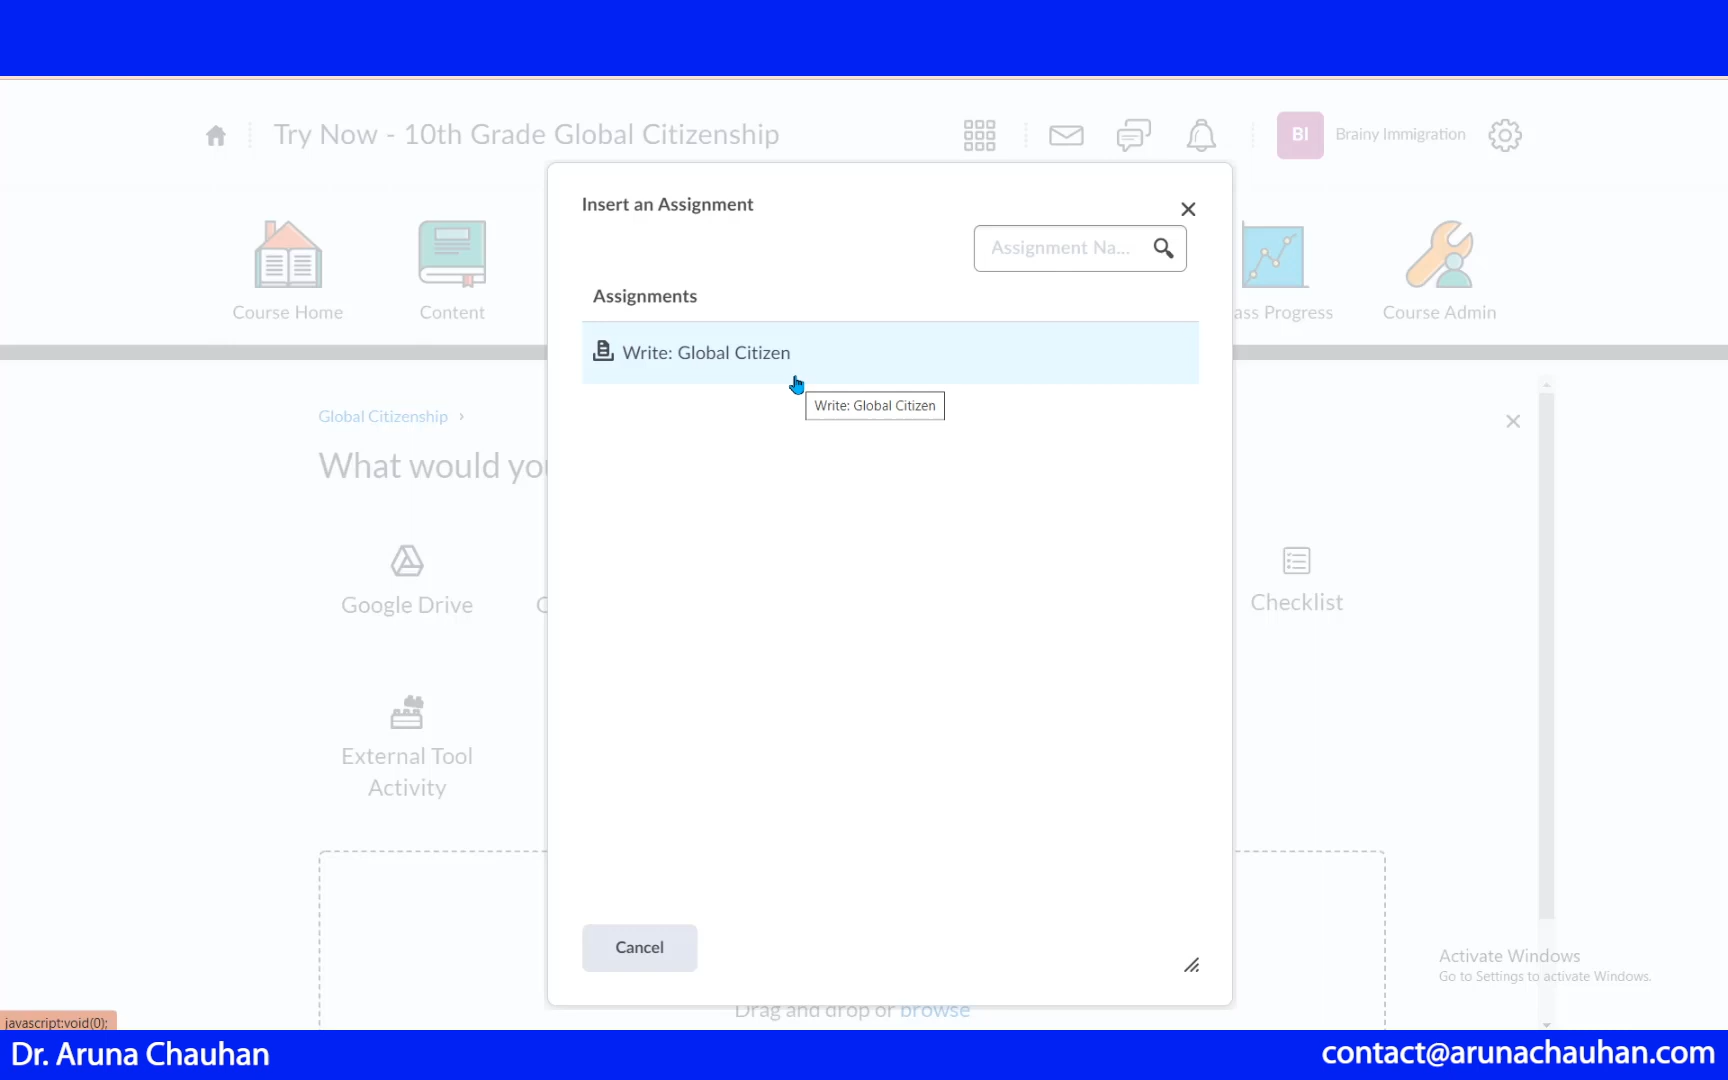 Try Now - 10th Grade Global Citizenship
BI
Brainy Immigration
Insert an Assignment
Assignment Na...
Course Home
Content
Assignments
ass Progress
Course Admin
Write: Global Citizen
Write: Global Citizen
Global Citizenship
What would you
Google Drive
Checklist
External Tool
Activity
Cancel
Activate Windows
Go to Settings to activate Windows.
Drag and drop or browse
javascript:void(0);
Dr. Aruna Chauhan
contact@arunachauhan.com